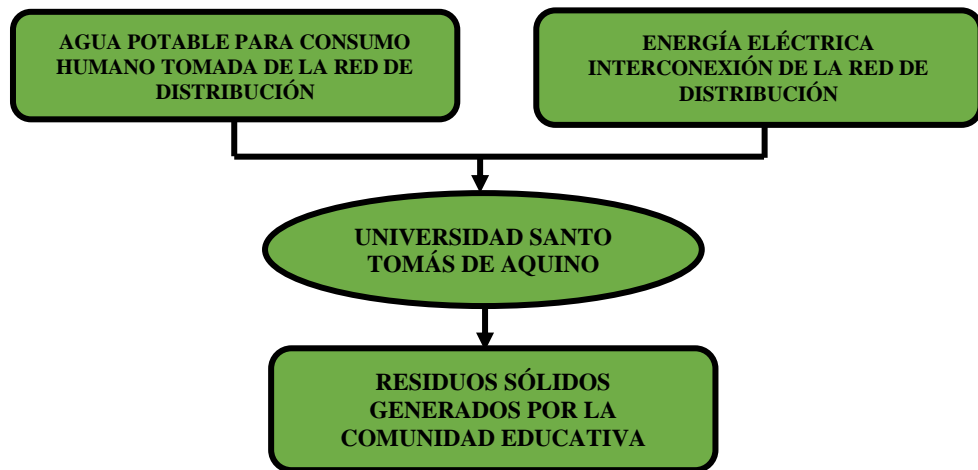 AGUA POTABLE PARA CONSUMO
HUMANO TOMADA DE LA RED DE
DISTRIBUCIÓN
ENERGÍA ELÉCTRICA
INTERCONEXIÓN DE LA RED DE
DISTRIBUCIÓN
UNIVERSIDAD SANTO
TOMÁS DE AQUINO
RESIDUOS SÓLIDOS
GENERADOS POR LA
COMUNIDAD EDUCATIVA